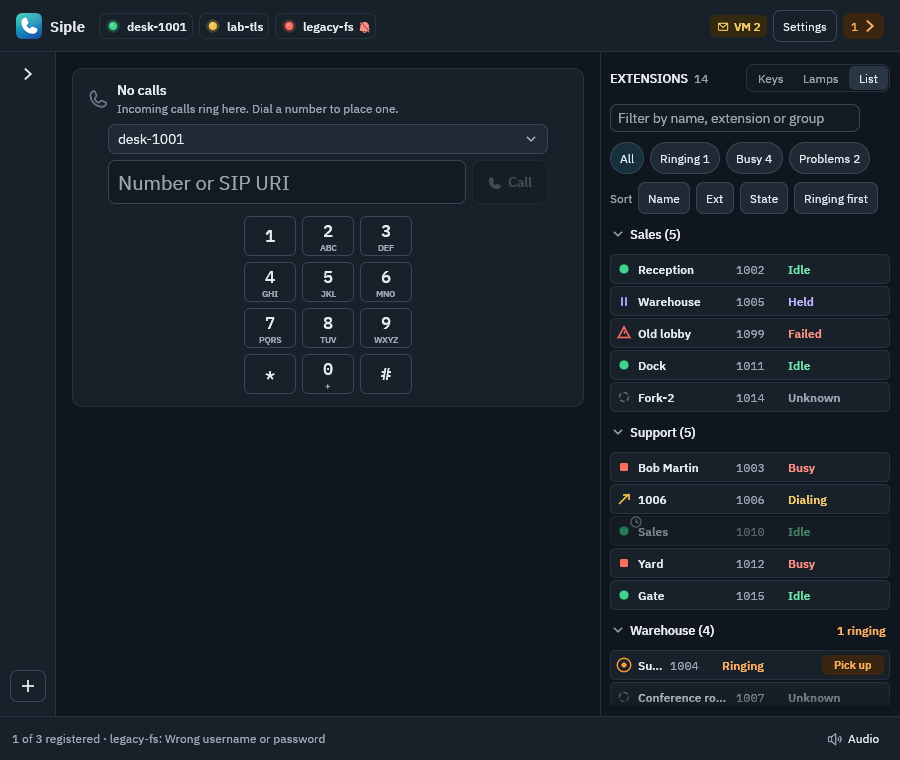 Siple
desk-1001
lab-tls
legacy-fs
VM 2
Settings
1
No calls
Incoming calls ring here. Dial a number to place one.
desk-1001
Number or SIP URI
Call
1
2
ABC
3
DEF
4
GHI
5
JKL
6
MNO
7
PQRS
8
TUV
9
WXYZ
*
0
+
#
EXTENSIONS 14
Keys
Lamps
List
Filter by name, extension or group
All
Ringing 1
Busy 4
Problems 2
Sort
Name
Ext
State
Ringing first
Sales (5)
Reception 1002 Idle
Warehouse 1005 Held
Old lobby 1099 Failed
Dock 1011 Idle
Fork-2 1014 Unknown
Support (5)
Bob Martin 1003 Busy
1006 1006 Dialing
Sales 1010 Idle
Yard 1012 Busy
Gate 1015 Idle
Warehouse (4) 1 ringing
Su... 1004 Ringing Pick up
Conference ro... 1007 Unknown
1 of 3 registered · legacy-fs: Wrong username or password
Audio